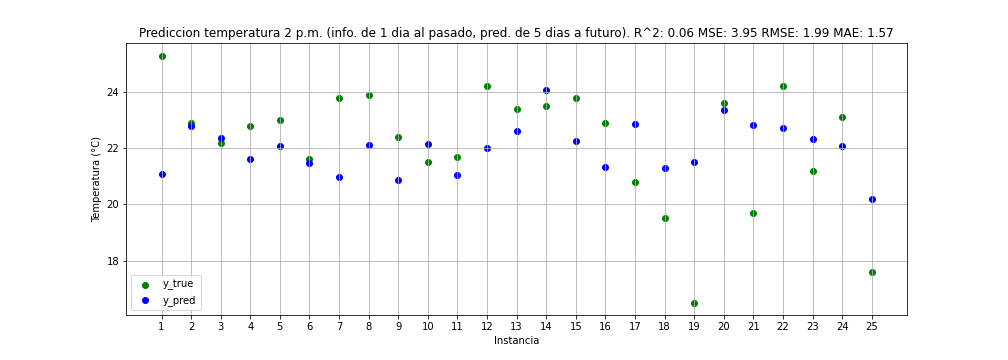 Prediccion temperatura 2 p.m. (info. de 1 dia al pasado, pred. de 5 dias a futuro). R^2: 0.06 MSE: 3.95 RMSE: 1.99 MAE: 1.57
Temperatura (°C)
24
22
20
18
y_true
y_pred
1 2 3 4 5 6 7 8 9 10 11 12 13 14 15 16 17 18 19 20 21 22 23 24 25
Instancia